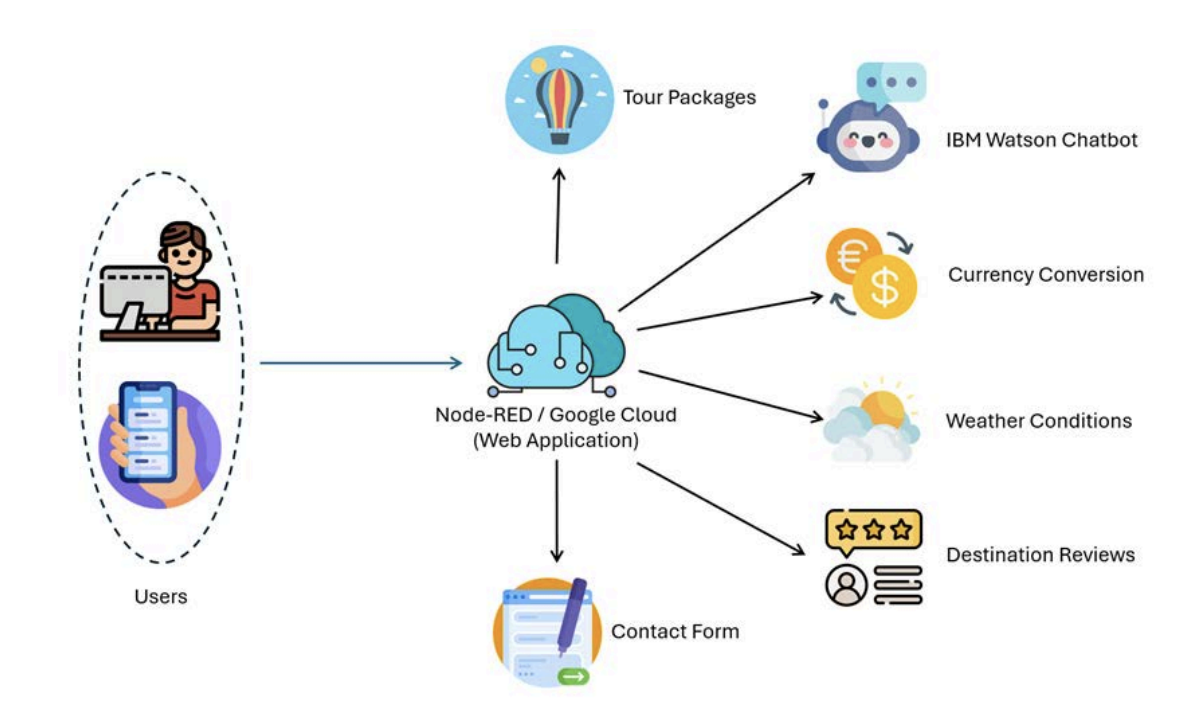 Tour Packages
IBM Watson Chatbot
Currency Conversion
Node-RED / Google Cloud
(Web Application)
Weather Conditions
Destination Reviews
Users
Contact Form